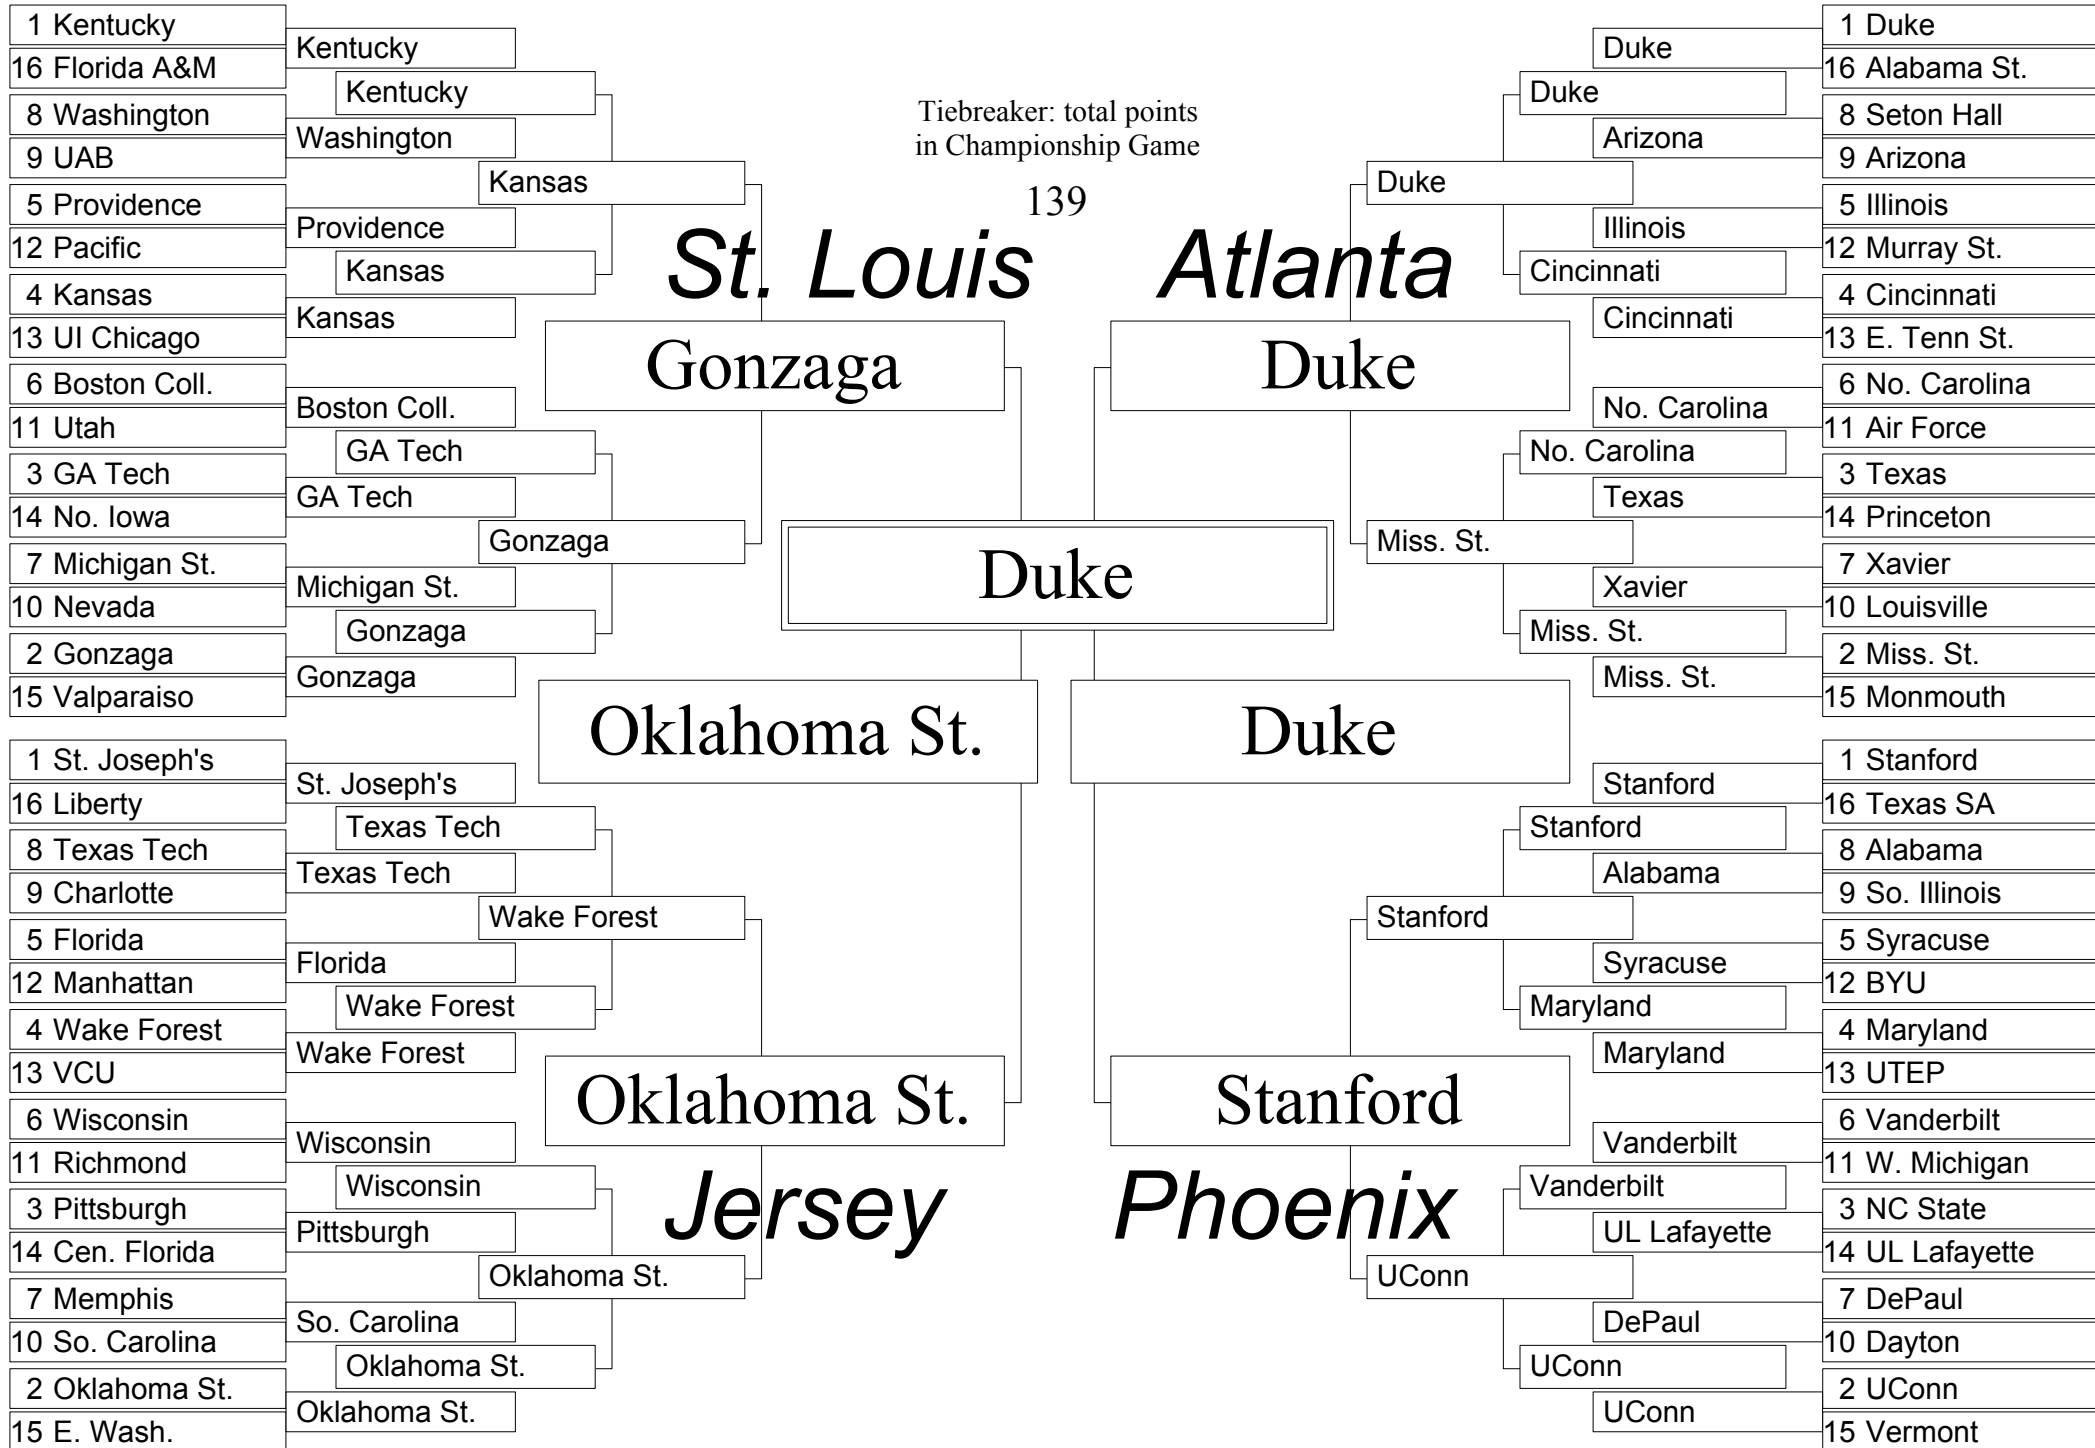 1 Kentucky
16 Florida A&M
8 Washington
9 UAB
5 Providence
12 Pacific
4 Kansas
13 UI Chicago
6 Boston Coll.
11 Utah
3 GA Tech
14 No. Iowa
7 Michigan St.
10 Nevada
2 Gonzaga
15 Valparaiso
Kentucky
Washington
Providence
Kansas
Boston Coll.
GA Tech
Michigan St.
Gonzaga
Kentucky
Kansas
GA Tech
Gonzaga
Kansas
Gonzaga
St. Louis
Gonzaga
1 St. Joseph's
16 Liberty
8 Texas Tech
9 Charlotte
5 Florida
12 Manhattan
4 Wake Forest
13 VCU
6 Wisconsin
11 Richmond
3 Pittsburgh
14 Cen. Florida
7 Memphis
10 So. Carolina
2 Oklahoma St.
15 E. Wash.
St. Joseph's
Texas Tech
Florida
Wake Forest
Wisconsin
Pittsburgh
So. Carolina
Oklahoma St.
Texas Tech
Wake Forest
Wisconsin
Oklahoma St.
Wake Forest
Oklahoma St.
Oklahoma St.
Jersey
Tiebreaker: total points
in Championship Game
139
Duke
Oklahoma St.
Duke
Atlanta
Duke
Duke
Miss. St.
Duke
Cincinnati
No. Carolina
Miss. St.
Duke
Arizona
Illinois
Cincinnati
No. Carolina
Texas
Xavier
Miss. St.
1 Duke
16 Alabama St.
8 Seton Hall
9 Arizona
5 Illinois
12 Murray St.
4 Cincinnati
13 E. Tenn St.
6 No. Carolina
11 Air Force
3 Texas
14 Princeton
7 Xavier
10 Louisville
2 Miss. St.
15 Monmouth
Stanford
Phoenix
Stanford
UConn
Stanford
Maryland
Vanderbilt
UConn
Stanford
Alabama
Syracuse
Maryland
Vanderbilt
UL Lafayette
DePaul
UConn
1 Stanford
16 Texas SA
8 Alabama
9 So. Illinois
5 Syracuse
12 BYU
4 Maryland
13 UTEP
6 Vanderbilt
11 W. Michigan
3 NC State
14 UL Lafayette
7 DePaul
10 Dayton
2 UConn
15 Vermont